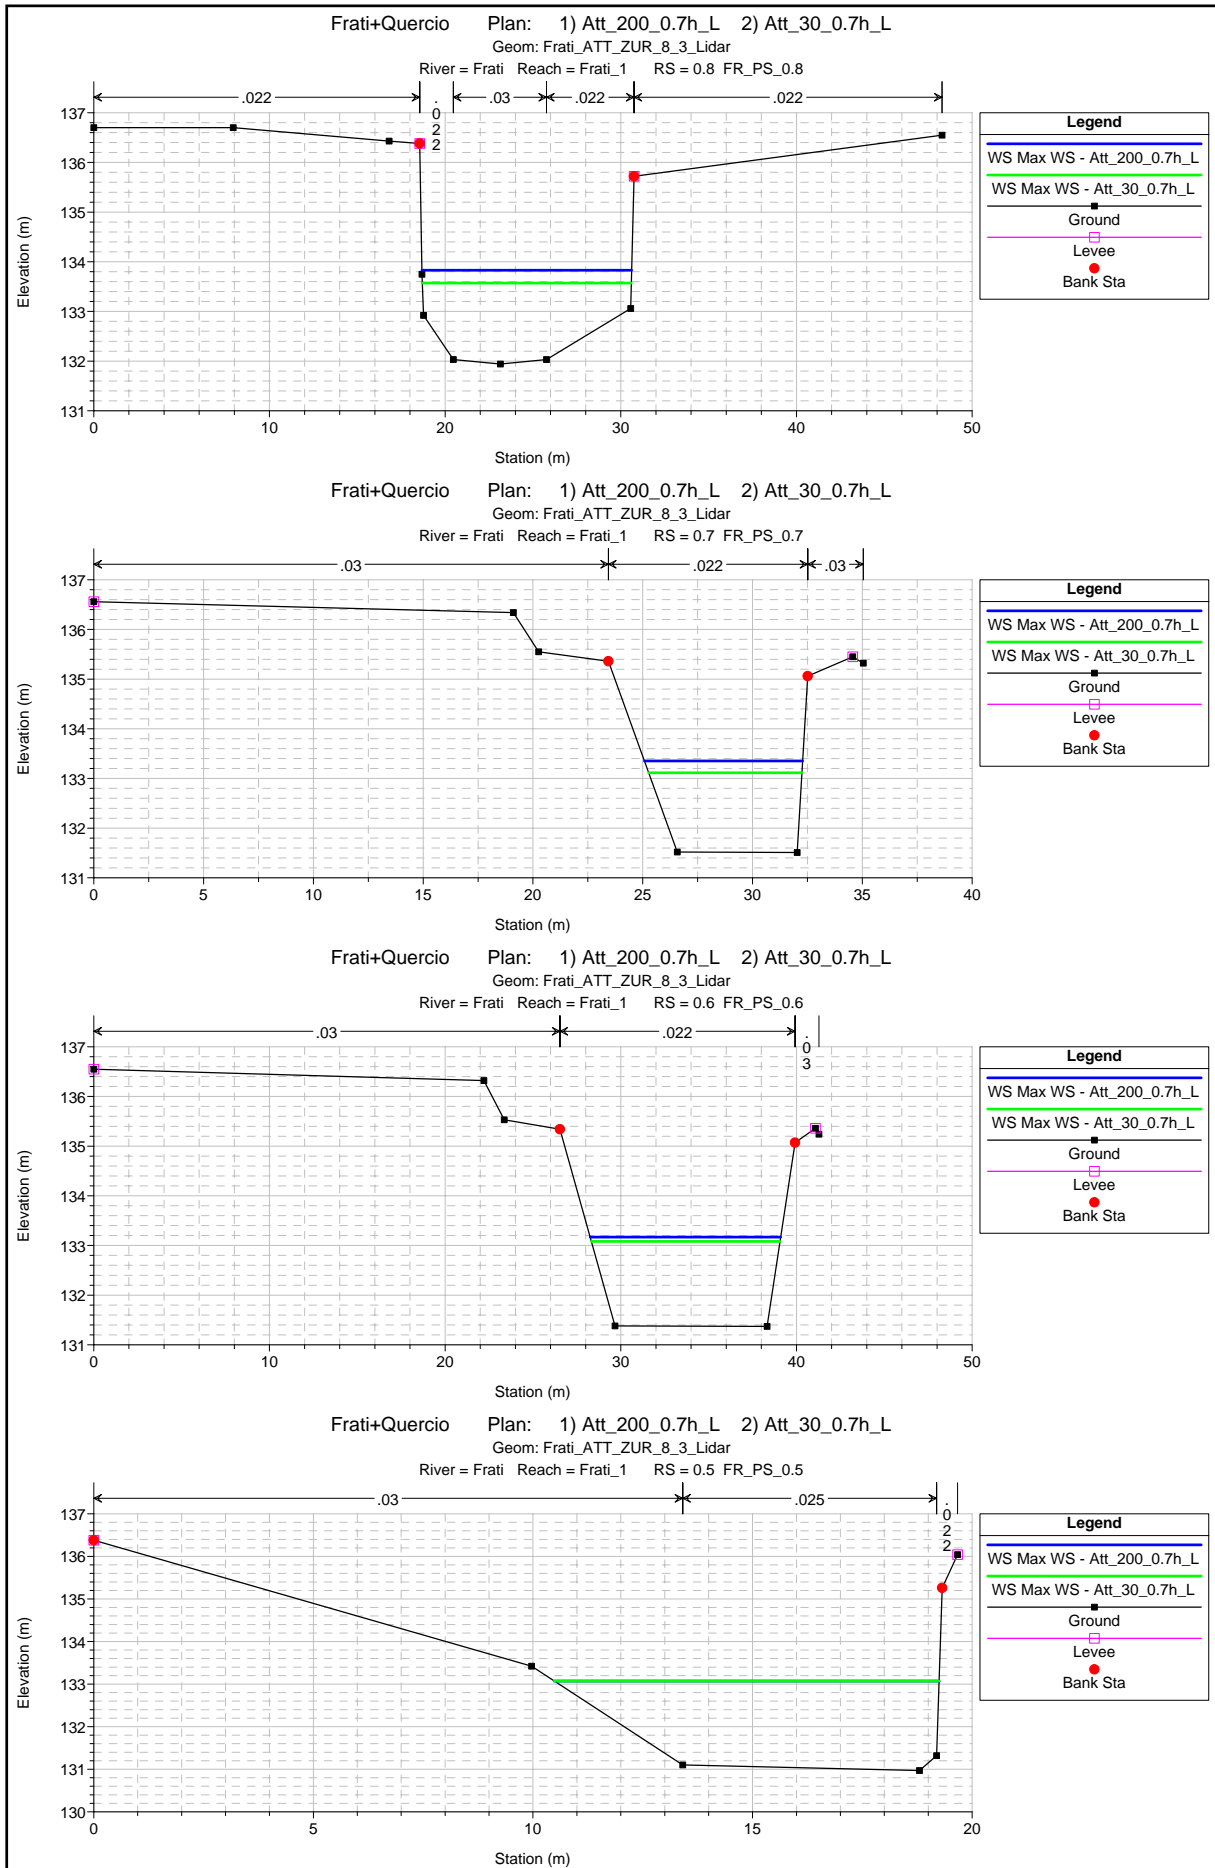 Frati+Quercio Plan: 1) Att_200_0.7h_L 2) Att_30_0.7h_L
Geom: Frati_ATT_ZUR_8_3_Lidar
River = Frati Reach = Frati_1 RS = 0.8 FR_PS_0.8
.022 .022 .03 .022 .022
137
136
135
134
133
132
131
Elevation (m)
0 10 20 30 40 50
Station (m)
Legend
WS Max WS - Att_200_0.7h_L
WS Max WS - Att_30_0.7h_L
Ground
Levee
Bank Sta
Frati+Quercio Plan: 1) Att_200_0.7h_L 2) Att_30_0.7h_L
Geom: Frati_ATT_ZUR_8_3_Lidar
River = Frati Reach = Frati_1 RS = 0.7 FR_PS_0.7
.03 .022 .03
137
136
135
134
133
132
131
Elevation (m)
0 5 10 15 20 25 30 35 40
Station (m)
Legend
WS Max WS - Att_200_0.7h_L
WS Max WS - Att_30_0.7h_L
Ground
Levee
Bank Sta
Frati+Quercio Plan: 1) Att_200_0.7h_L 2) Att_30_0.7h_L
Geom: Frati_ATT_ZUR_8_3_Lidar
River = Frati Reach = Frati_1 RS = 0.6 FR_PS_0.6
.03 .022 .03
137
136
135
134
133
132
131
Elevation (m)
0 10 20 30 40 50
Station (m)
Legend
WS Max WS - Att_200_0.7h_L
WS Max WS - Att_30_0.7h_L
Ground
Levee
Bank Sta
Frati+Quercio Plan: 1) Att_200_0.7h_L 2) Att_30_0.7h_L
Geom: Frati_ATT_ZUR_8_3_Lidar
River = Frati Reach = Frati_1 RS = 0.5 FR_PS_0.5
.03 .025 .022
137
136
135
134
133
132
131
130
Elevation (m)
0 5 10 15 20
Station (m)
Legend
WS Max WS - Att_200_0.7h_L
WS Max WS - Att_30_0.7h_L
Ground
Levee
Bank Sta